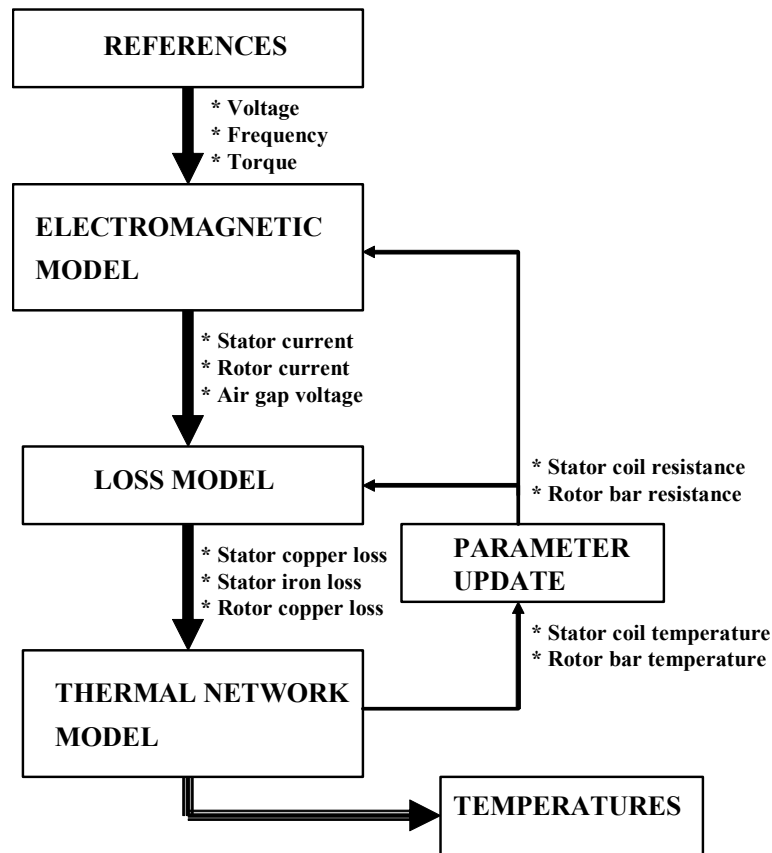 REFERENCES
* Voltage
* Frequency
* Torque
ELECTROMAGNETIC
MODEL
* Stator current
* Rotor current
* Air gap voltage
LOSS MODEL
* Stator coil resistance
* Rotor bar resistance
* Stator copper loss
* Stator iron loss
* Rotor copper loss
PARAMETER
UPDATE
* Stator coil temperature
* Rotor bar temperature
THERMAL NETWORK
MODEL
TEMPERATURES